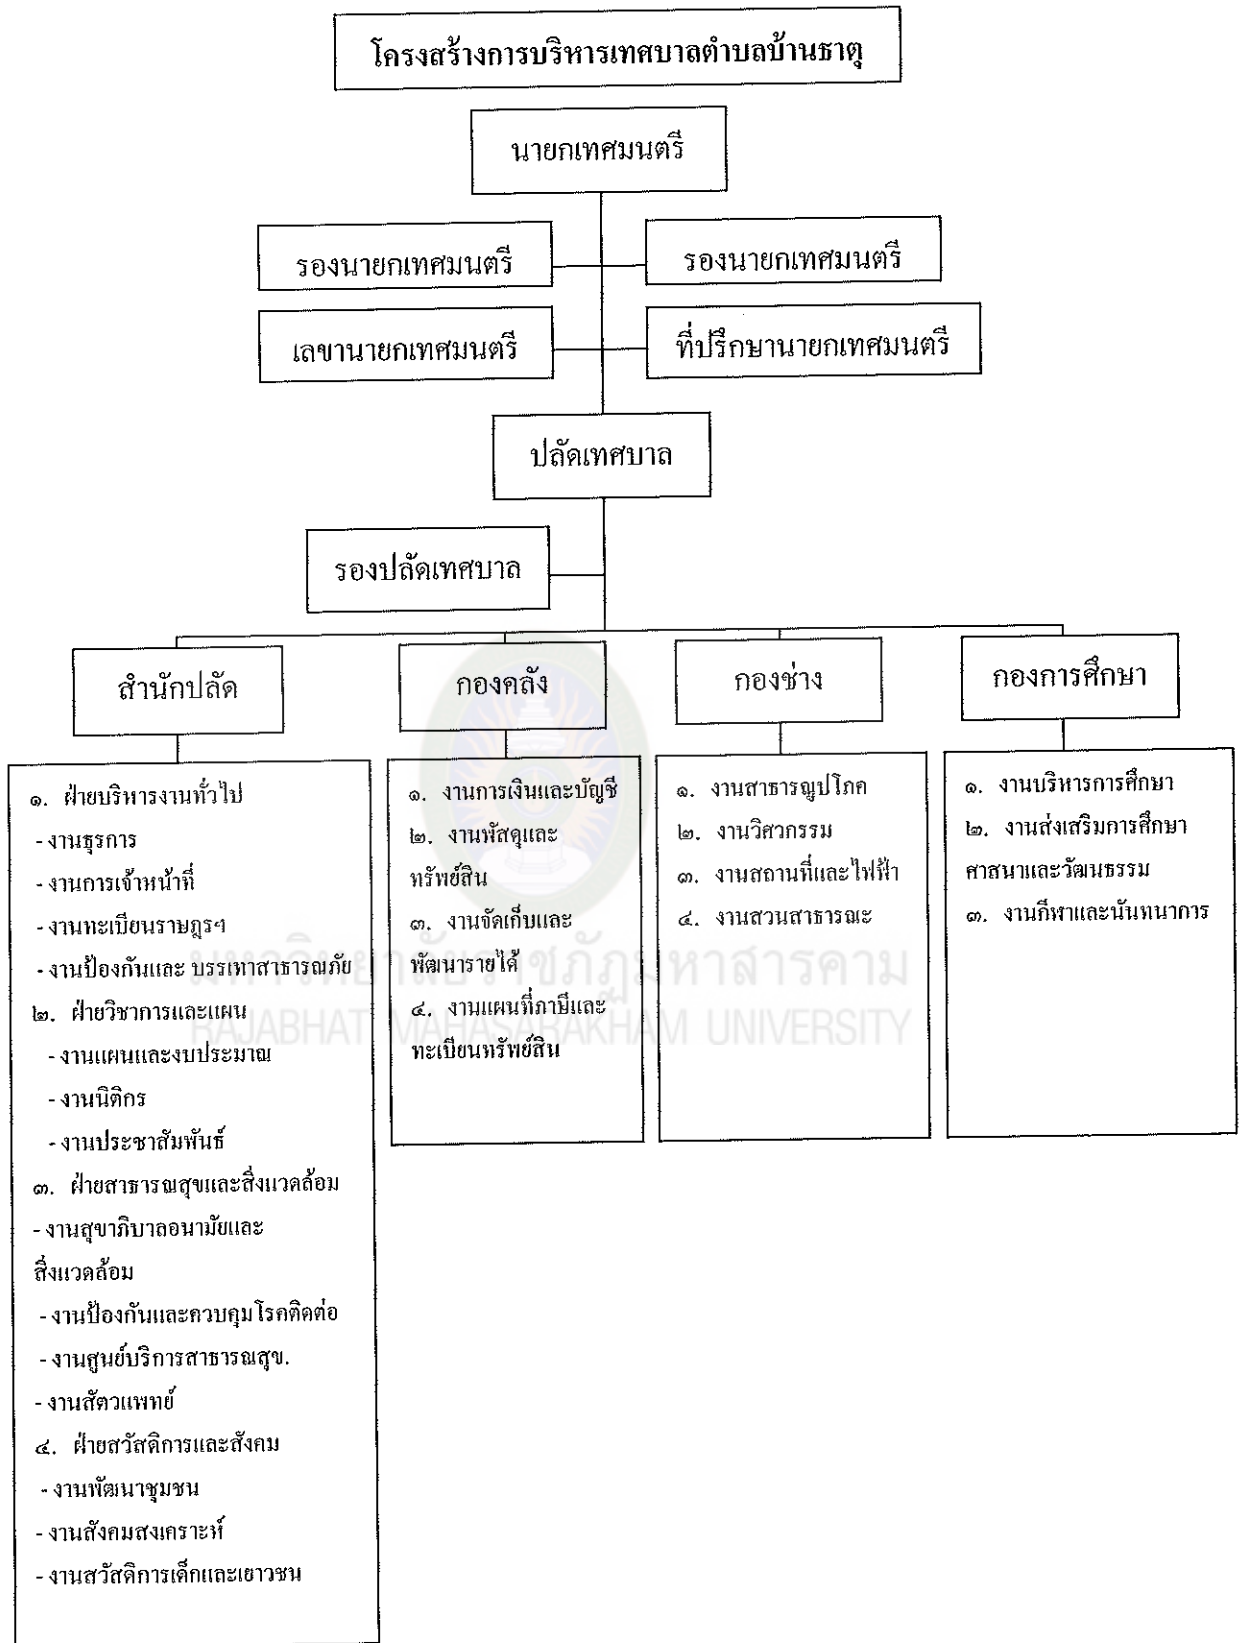 โครงสร้างการบริหารเทศบาลตำบลบ้านธาตุ
นายกเทศมนตรี
รองนายกเทศมนตรี
รองนายกเทศมนตรี
เลขานายกเทศมนตรี
ที่ปรึกษานายกเทศมนตรี
ปลัดเทศบาล
รองปลัดเทศบาล
สำนักปลัด
กองคลัง
กองช่าง
กองการศึกษา
๑. ฝ่ายบริหารงานทั่วไป
- งานธุรการ
- งานการเจ้าหน้าที่
- งานทะเบียนราษฎรฯ
- งานป้องกันและ บรรเทาสาธารณภัย
๒. ฝ่ายวิชาการและแผน
- งานแผนและงบประมาณ
- งานนิติกร
- งานประชาสัมพันธ์
๓. ฝ่ายสาธารณสุขและสิ่งแวดล้อม
- งานสุขาภิบาลอนามัยและ
สิ่งแวดล้อม
- งานป้องกันและควบคุมโรคติดต่อ
- งานศูนย์บริการสาธารณสุข.
- งานสัตวแพทย์
๔. ฝ่ายสวัสดิการและสังคม
- งานพัฒนาชุมชน
- งานสังคมสงเคราะห์
- งานสวัสดิการเด็กและเยาวชน
๑. งานการเงินและบัญชี
๒. งานพัสดุและ
ทรัพย์สิน
๓. งานจัดเก็บและ
พัฒนารายได้
๔. งานแผนที่ภาษีและ
ทะเบียนทรัพย์สิน
๑. งานสาธารณูปโภค
๒. งานวิศวกรรม
๓. งานสถานที่และไฟฟ้า
๔. งานสวนสาธารณะ
๑. งานบริหารการศึกษา
๒. งานส่งเสริมการศึกษา
ศาสนาและวัฒนธรรม
๓. งานกีฬาและนันทนาการ
มหาวิทยาลัยราชภัฏมหาสารคาม
RAJABHAT MAHASARAKHAM UNIVERSITY